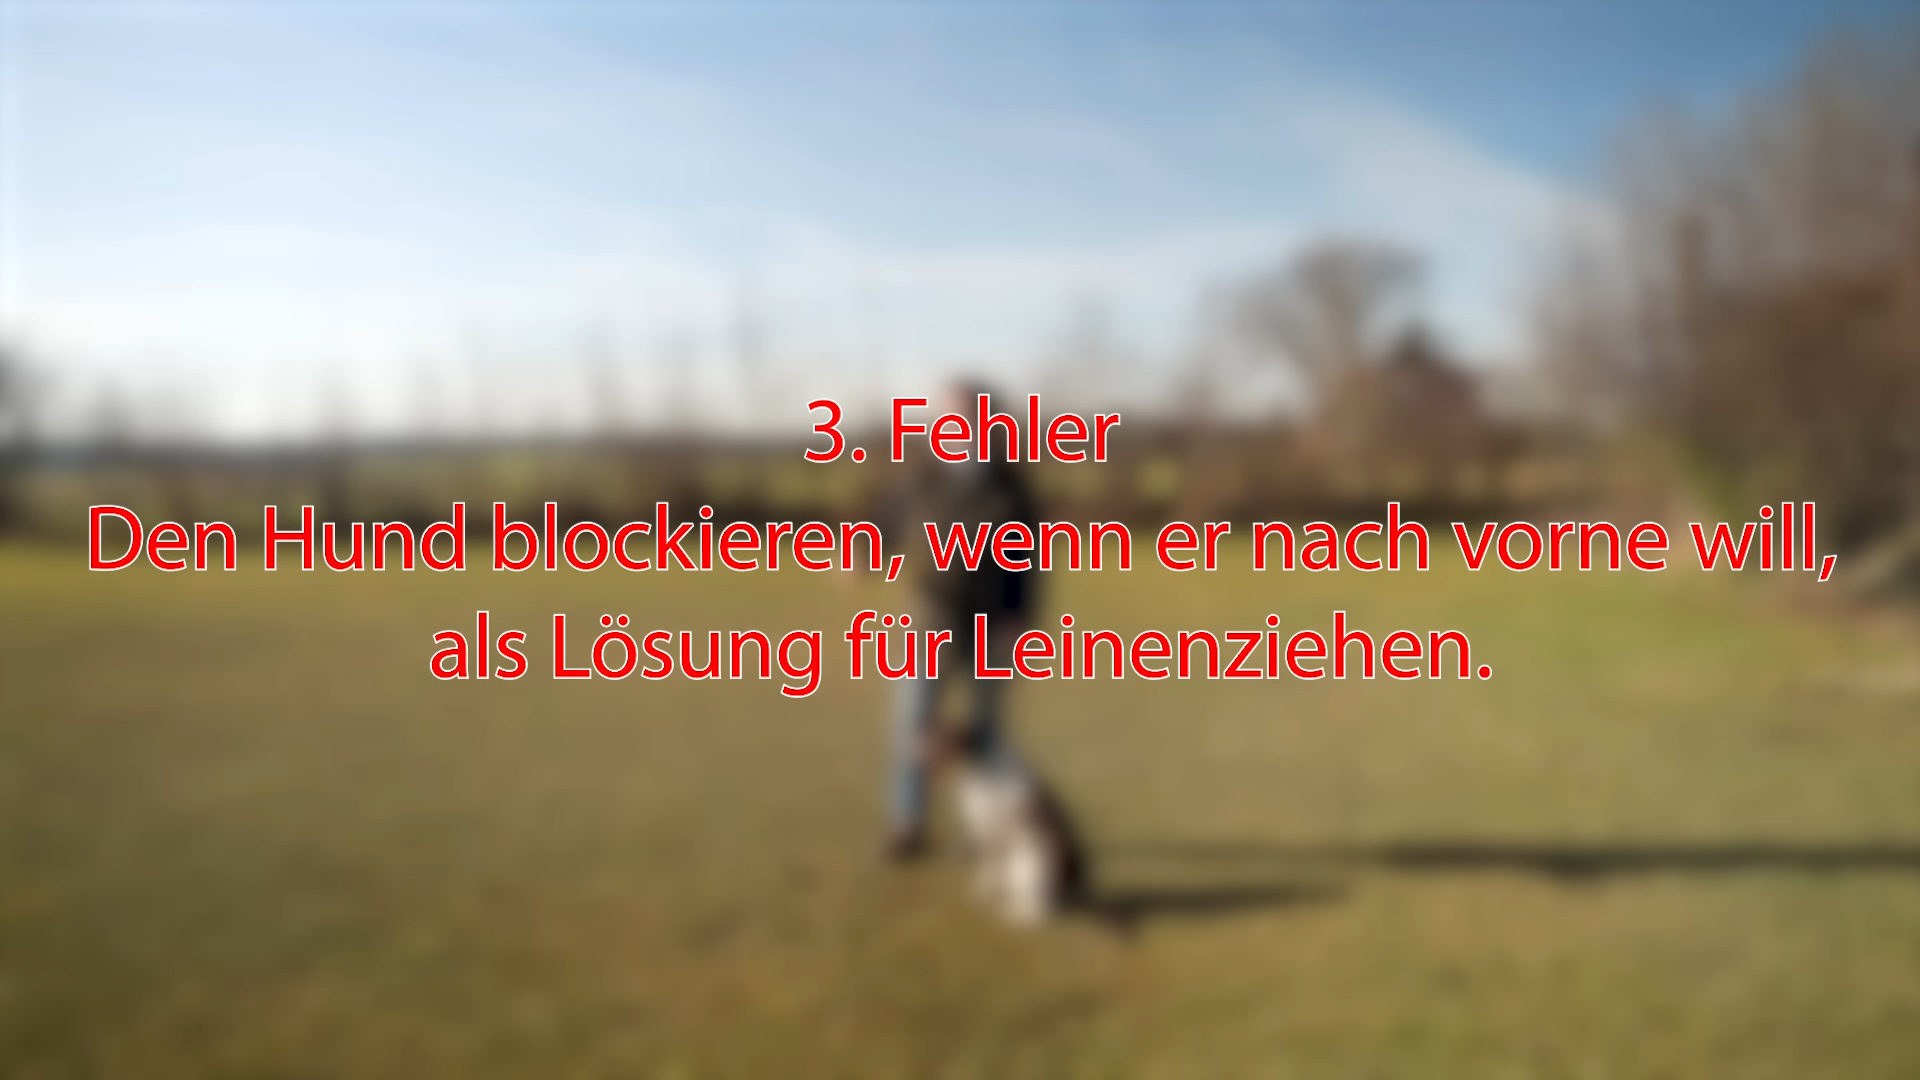 3. Fehler
Den Hund blockieren, wenn er nach vorne will,
als Lösung für Leinenziehen.